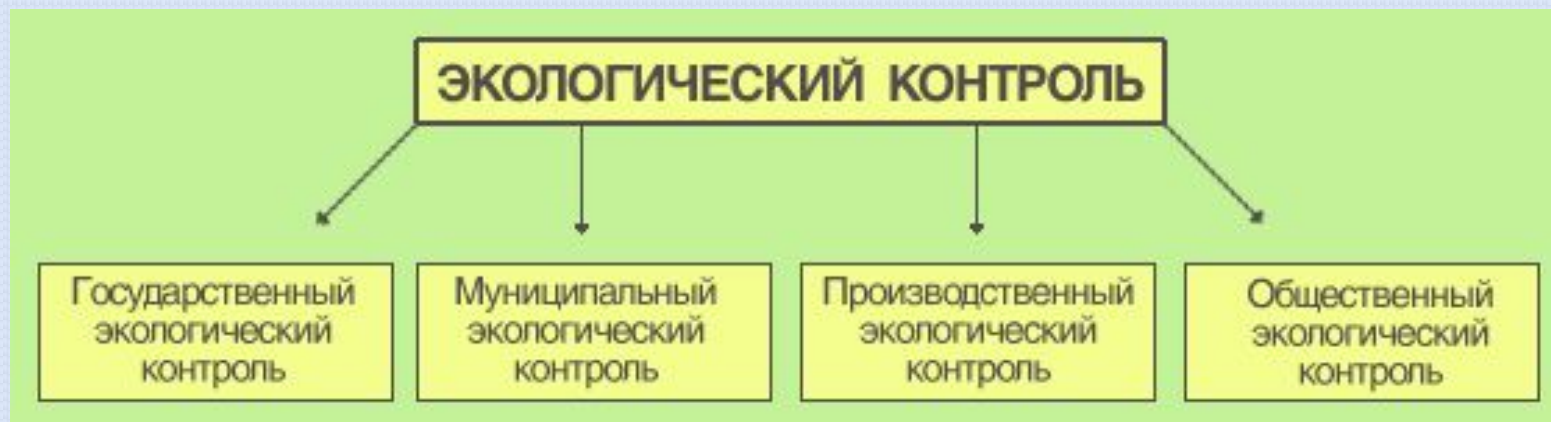 ЭКОЛОГИЧЕСКИЙ КОНТРОЛЬ
Государственный
экологический
контроль
Муниципальный
экологический
контроль
Производственный
экологический
контроль
Общественный
экологический
контроль